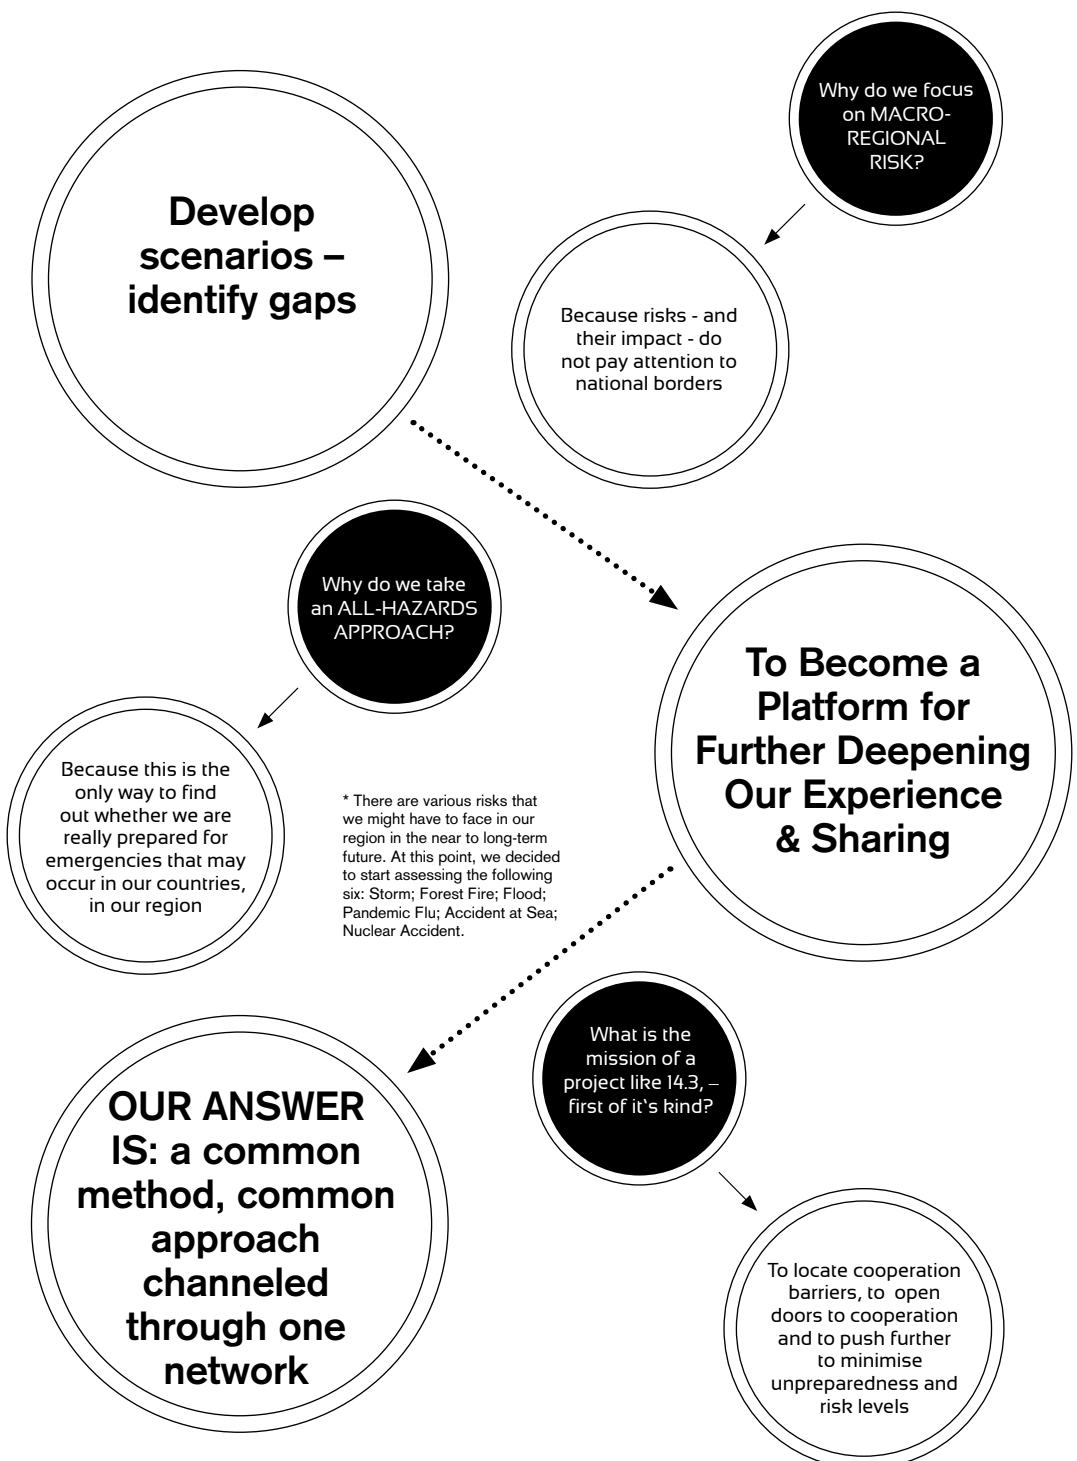 Why do we focus
on MACRO-
REGIONAL
RISK?
Develop
scenarios –
identify gaps
Because risks - and
their impact - do
not pay attention to
national borders
Why do we take
an ALL-HAZARDS
APPROACH?
To Become a
Platform for
Further Deepening
Our Experience
& Sharing
Because this is the
only way to find
out whether we are
really prepared for
emergencies that may
occur in our countries,
in our region
* There are various risks that
we might have to face in our
region in the near to long-term
future. At this point, we decided
to start assessing the following
six: Storm; Forest Fire; Flood;
Pandemic Flu; Accident at Sea;
Nuclear Accident.
What is the
mission of a
project like 14.3, –
first of it‘s kind?
OUR ANSWER
IS: a common
method, common
approach
channeled
through one
network
To locate cooperation
barriers, to open
doors to cooperation
and to push further
to minimise
unpreparedness and
risk levels